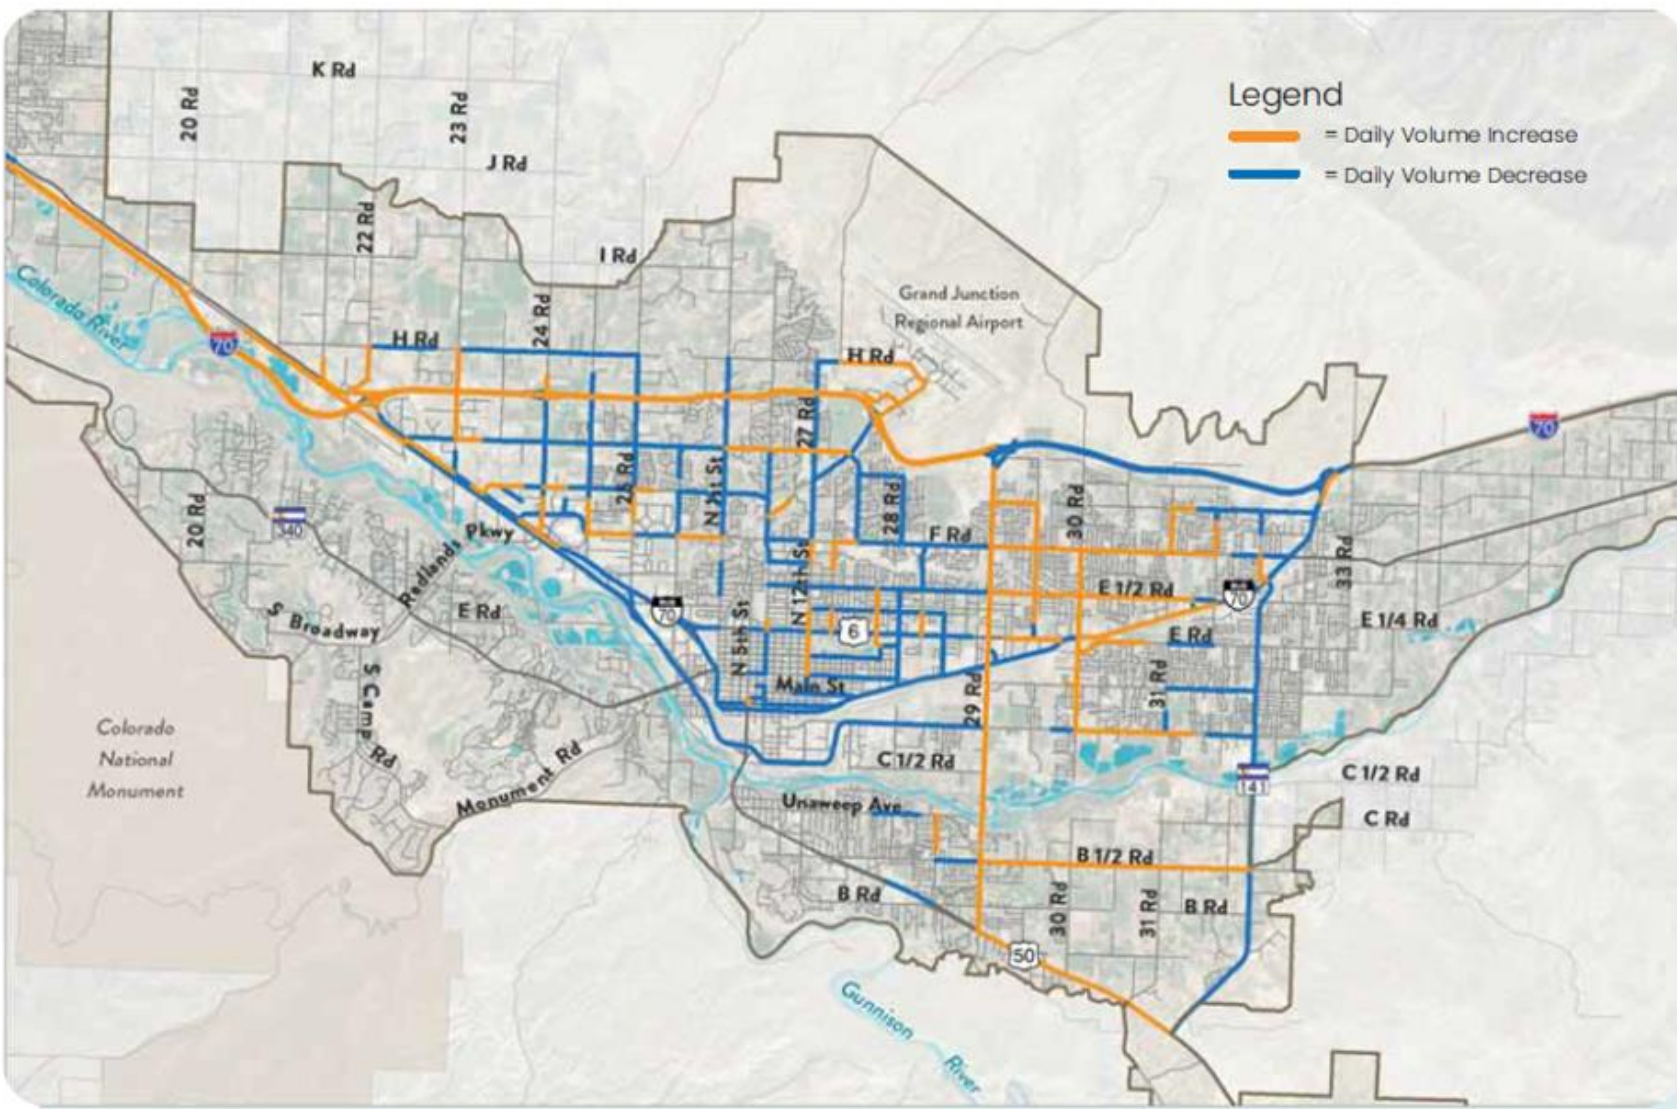 Legend
= Daily Volume Increase
= Daily Volume Decrease
K Rd
20 Rd
23 Rd
J Rd
22 Rd
I Rd
24 Rd
Grand Junction
Regional Airport
Colorado River
70
H Rd
H Rd
27 Rd
70
25 Rd
N 7th St
28 Rd
30 Rd
20 Rd
340
Redlands Pkwy
F Rd
33 Rd
N 12th St
E 1/2 Rd
70
70
S Broadway
E Rd
N 5th St
6
E Rd
E 1/4 Rd
Main St
31 Rd
29 Rd
S Camp
Rd
Colorado
National
Monument
Monument Rd
C 1/2 Rd
141
C 1/2 Rd
Unaweep Ave
C Rd
B 1/2 Rd
B Rd
30 Rd
31 Rd
B Rd
50
Gunnison
River